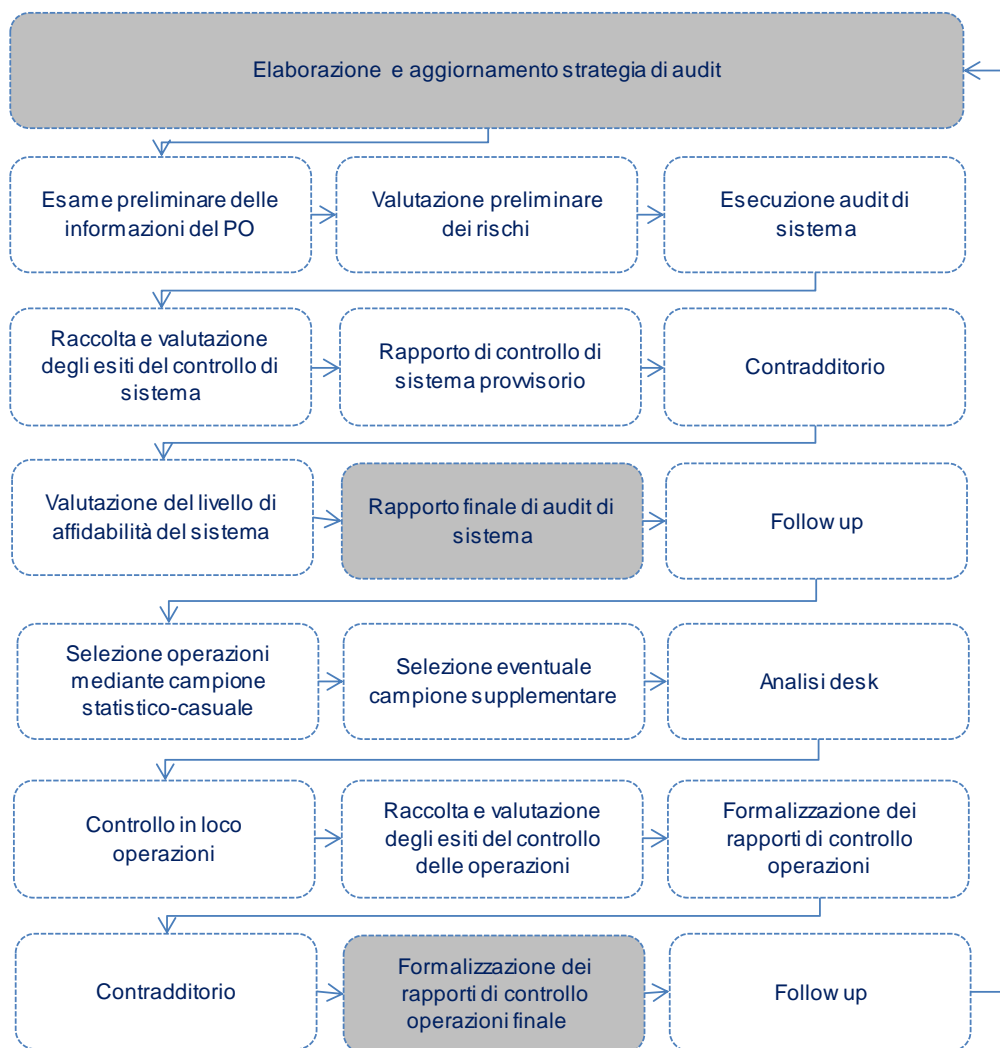 Elaborazione e aggiornamento strategia di audit
Esame preliminare delle
informazioni del PO
Valutazione preliminare
dei rischi
Esecuzione audit di
sistema
Raccolta e valutazione
degli esiti del controllo di
sistema
Rapporto di controllo di
sistema provvisorio
Contradditorio
Valutazione del livello di
affidabilità del sistema
Rapporto finale di audit di
sistema
Follow up
Selezione operazioni
mediante campione
statistico-casuale
Selezione eventuale
campione supplementare
Analisi desk
Controllo in loco
operazioni
Raccolta e valutazione
degli esiti del controllo
delle operazioni
Formalizzazione dei
rapporti di controllo
operazioni
Contradditorio
Formalizzazione dei
rapporti di controllo
operazioni finale
Follow up